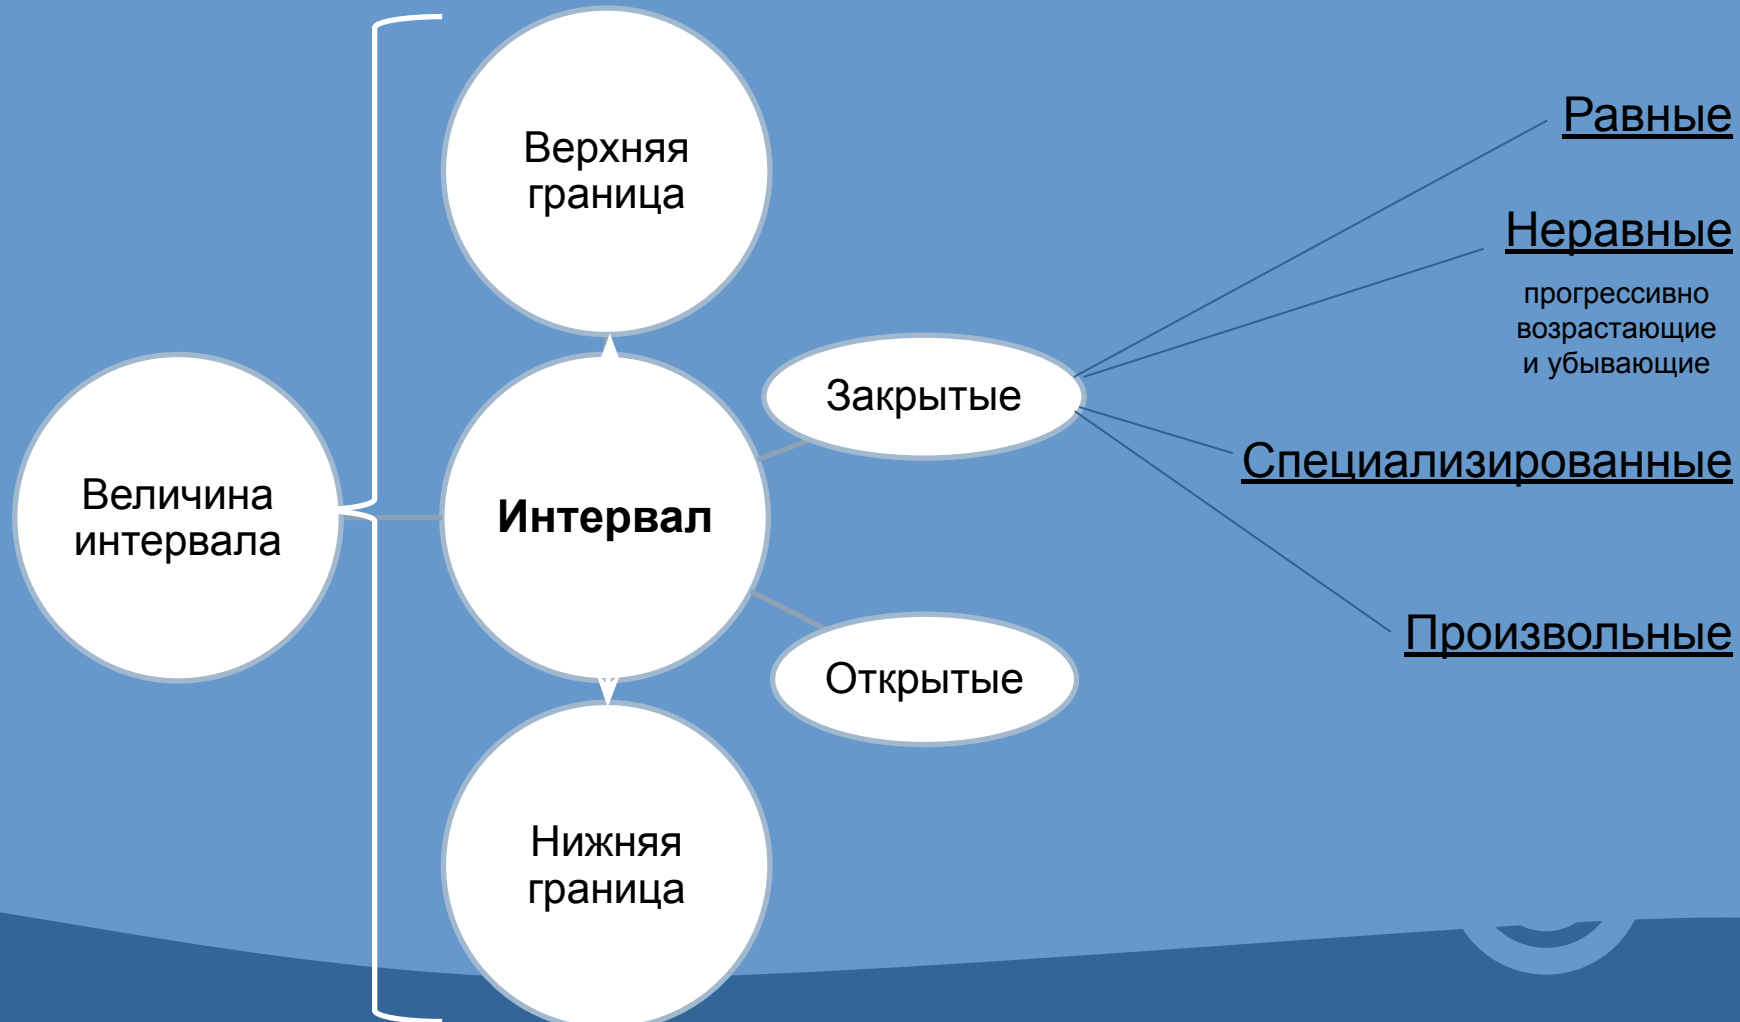 Верхняя
граница
Величина
интервала
Интервал
Нижняя
граница
Закрытые
Открытые
Равные
Неравные
прогрессивно
возрастающие
и убывающие
Специализированные
Произвольные